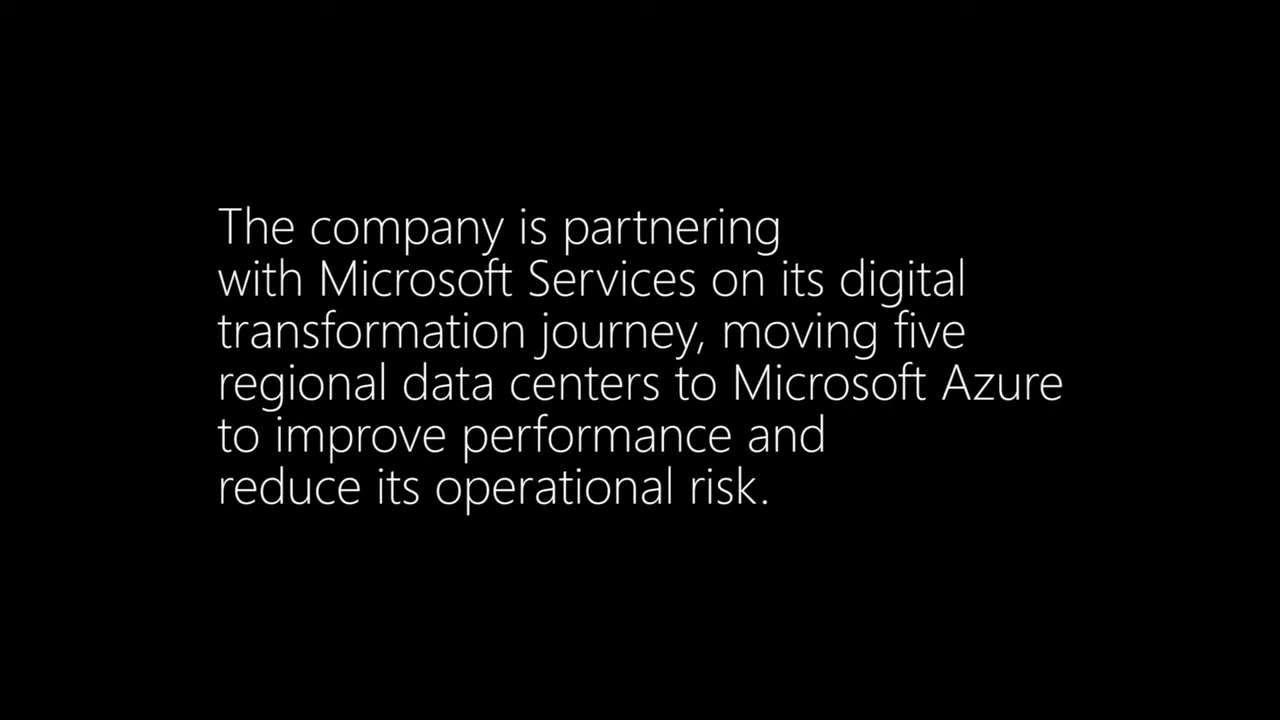 The company is partnering
with Microsoft Services on its digital
transformation journey, moving five
regional data centers to Microsoft Azure
to improve performance and
reduce its operational risk.